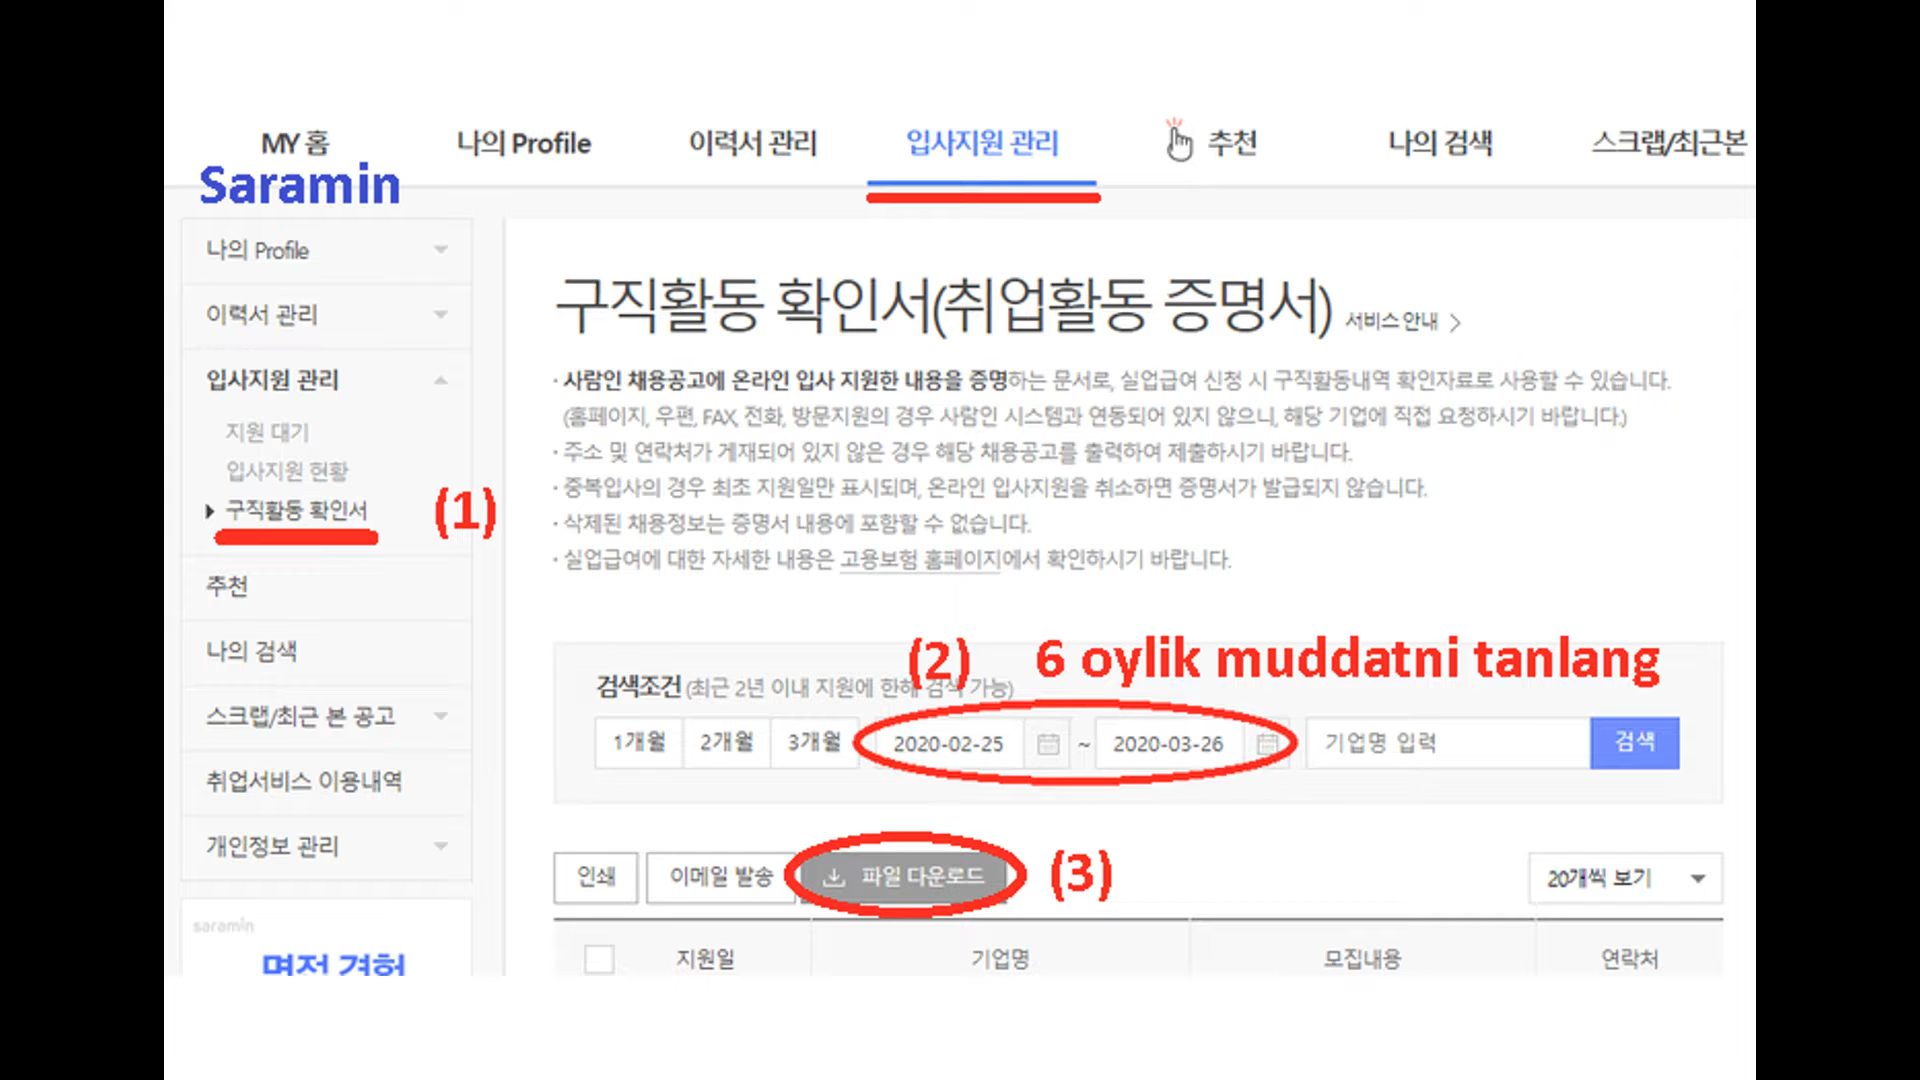 MY 홈 나의 Profile 이력서 관리 입사지원 관리 추천 나의 검색 스크랩/최근본
Saramin
나의 Profile
이력서 관리
입사지원 관리
지원 대기
입사지원 현황
구직활동 확인서
(1)
추천
나의 검색
스크랩/최근 본 공고
취업서비스 이용내역
개인정보 관리
saramin
면접 경험
구직활동 확인서(취업활동 증명서) 서비스 안내 >
· 사람인 채용공고에 온라인 입사 지원한 내용을 증명하는 문서로, 실업급여 신청 시 구직활동내역 확인자료로 사용할 수 있습니다.
(홈페이지, 우편, FAX, 전화, 방문지원의 경우 사람인 시스템과 연동되어 있지 않으니, 해당 기업에 직접 요청하시기 바랍니다.)
· 주소 및 연락처가 게재되어 있지 않은 경우 해당 채용공고를 출력하여 제출하시기 바랍니다.
· 중복입사의 경우 최초 지원일만 표시되며, 온라인 입사지원을 취소하면 증명서가 발급되지 않습니다.
· 삭제된 채용정보는 증명서 내용에 포함할 수 없습니다.
· 실업급여에 대한 자세한 내용은 고용보험 홈페이지에서 확인하시기 바랍니다.
(2) 6 oylik muddatni tanlang
검색조건 (최근 2년 이내 지원에 한해 검색 가능)
1개월 2개월 3개월 2020-02-25 ~ 2020-03-26 기업명 입력 검색
인쇄 이메일 발송 파일 다운로드 (3) 20개씩 보기
지원일 기업명 모집내용 연락처